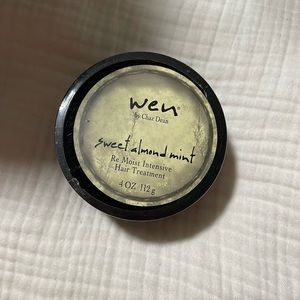 wen®
by Chaz Dean
sweet almond mint
Re Moist Intensive
Hair Treatment
4 OZ 112 g